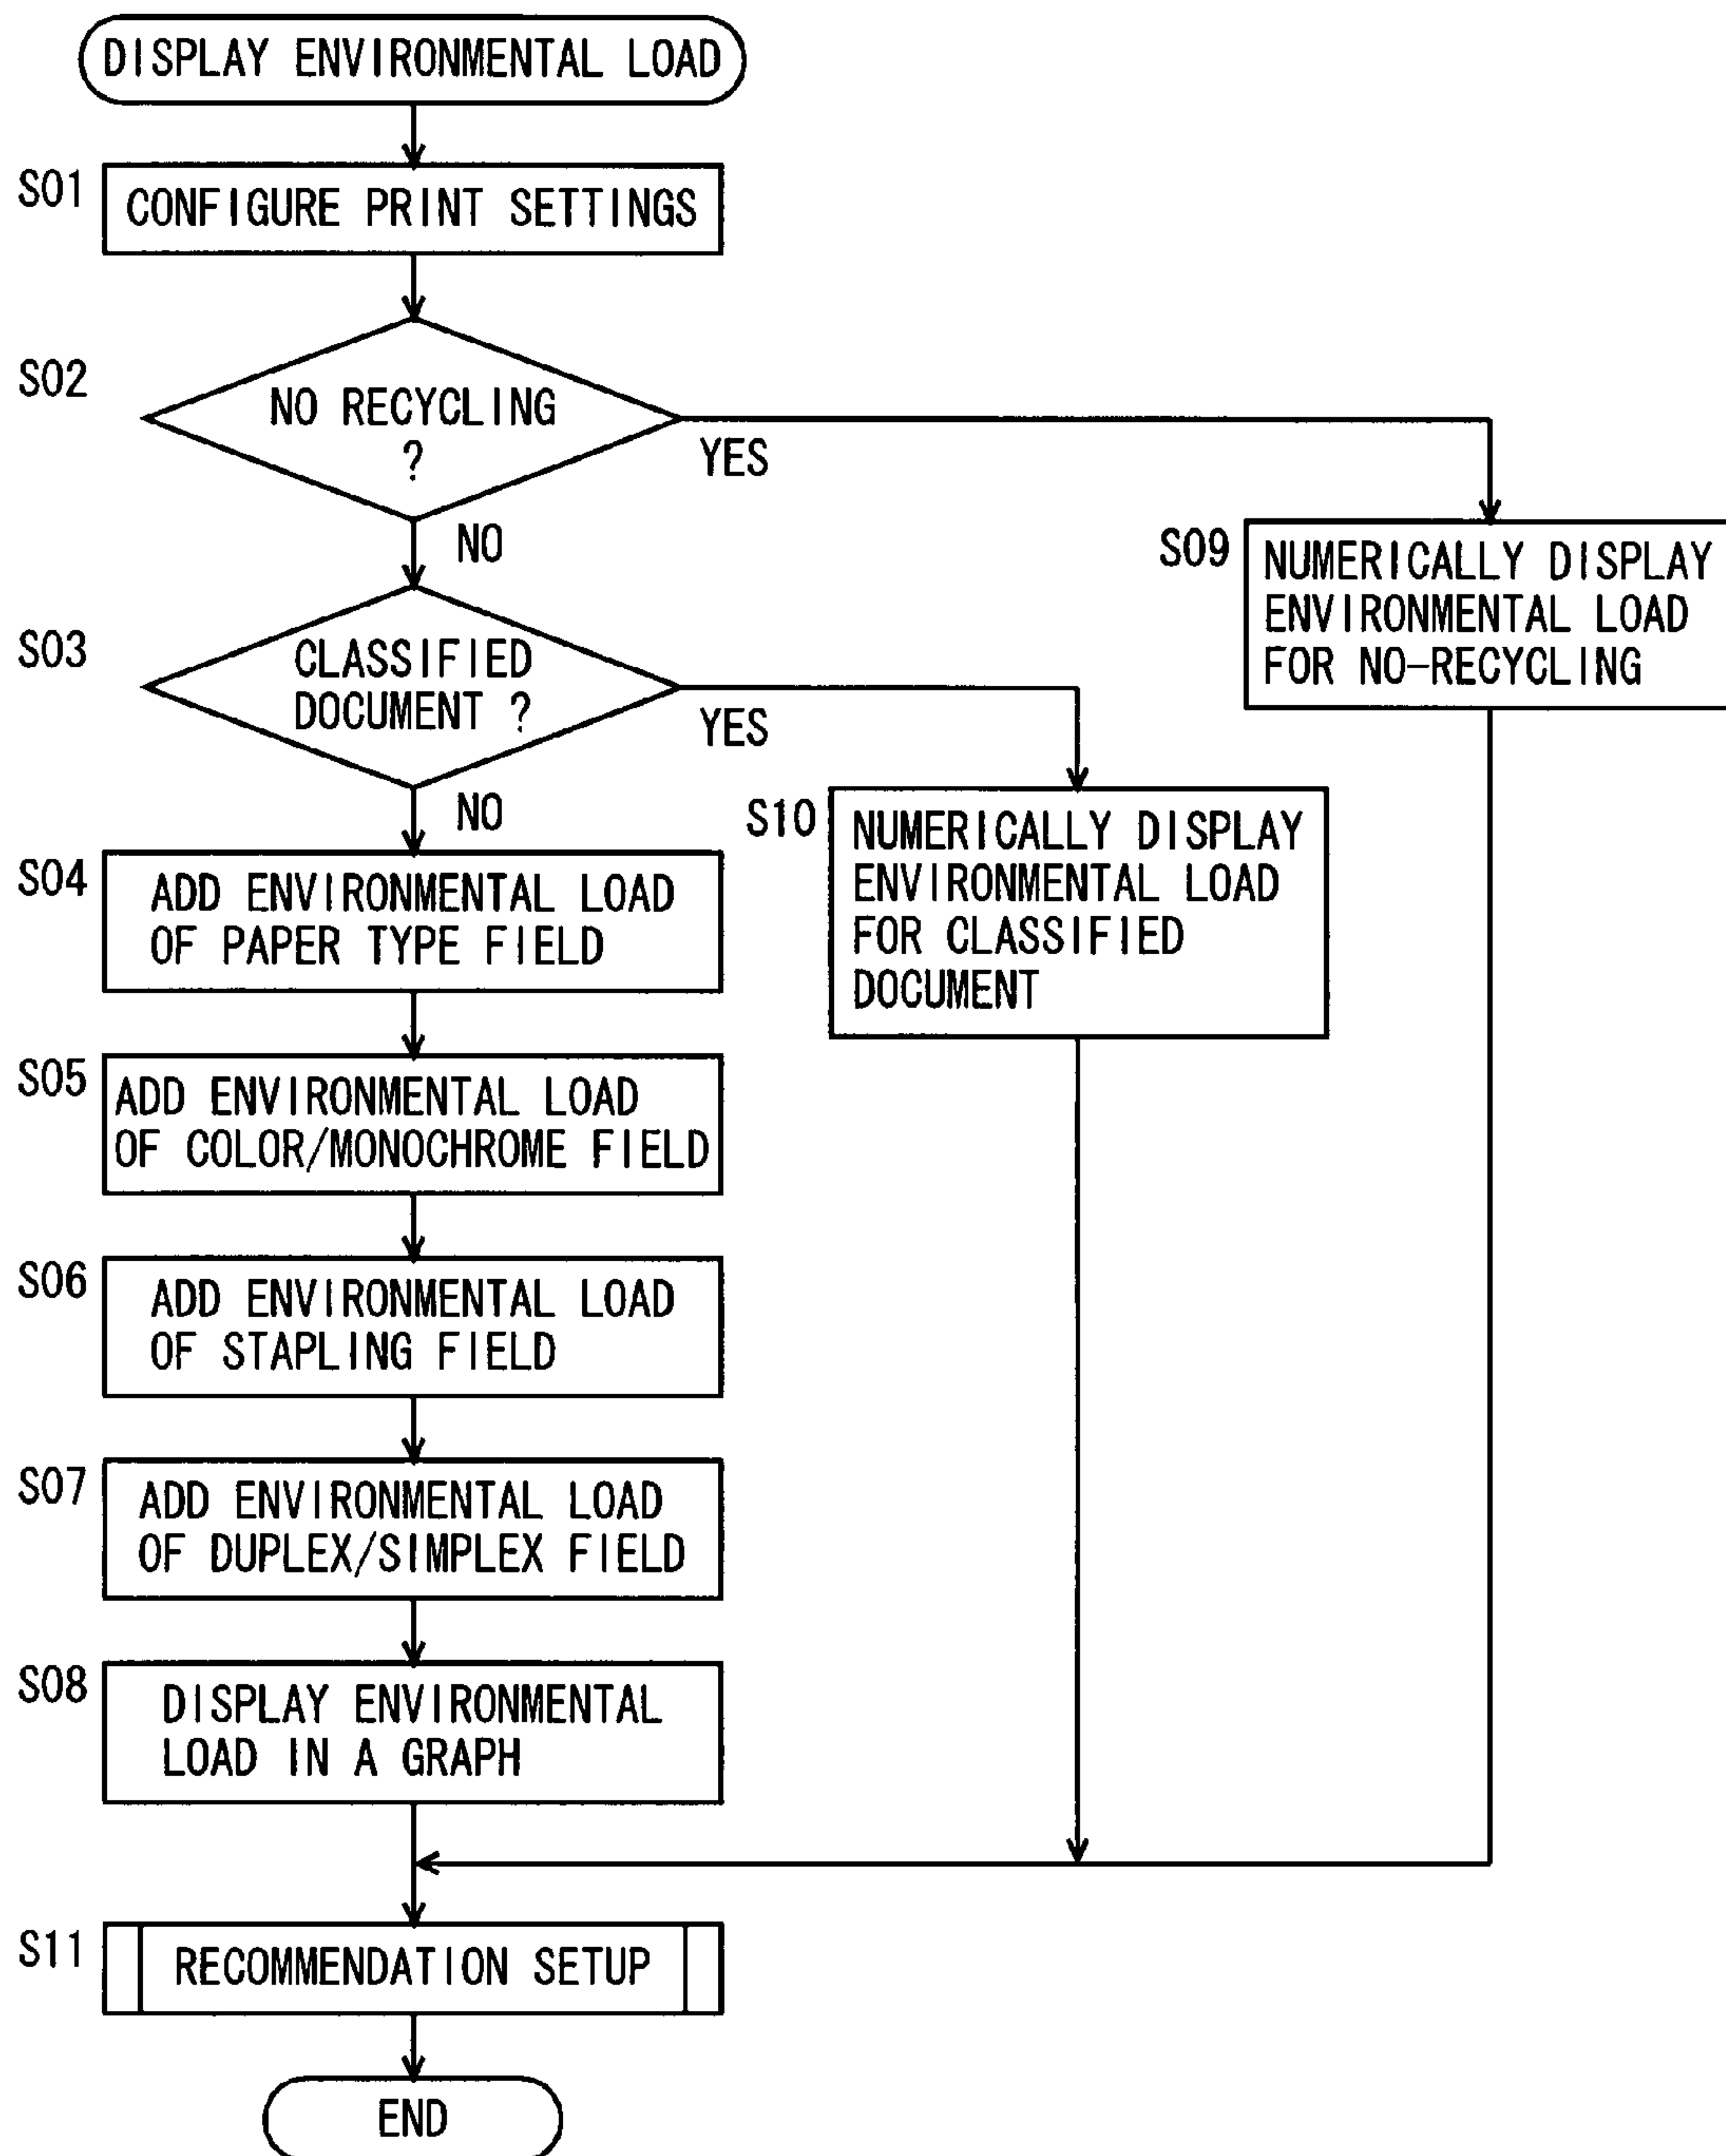 DISPLAY ENVIRONMENTAL LOAD
S01
CONFIGURE PRINT SETTINGS
S02
NO RECYCLING
?
YES
NO
S03
CLASSIFIED
DOCUMENT ?
YES
NO
S09
NUMERICALLY DISPLAY
ENVIRONMENTAL LOAD
FOR NO-RECYCLING
S10
NUMERICALLY DISPLAY
ENVIRONMENTAL LOAD
FOR CLASSIFIED
DOCUMENT
S04
ADD ENVIRONMENTAL LOAD
OF PAPER TYPE FIELD
S05
ADD ENVIRONMENTAL LOAD
OF COLOR/MONOCHROME FIELD
S06
ADD ENVIRONMENTAL LOAD
OF STAPLING FIELD
S07
ADD ENVIRONMENTAL LOAD
OF DUPLEX/SIMPLEX FIELD
S08
DISPLAY ENVIRONMENTAL
LOAD IN A GRAPH
S11
RECOMMENDATION SETUP
END